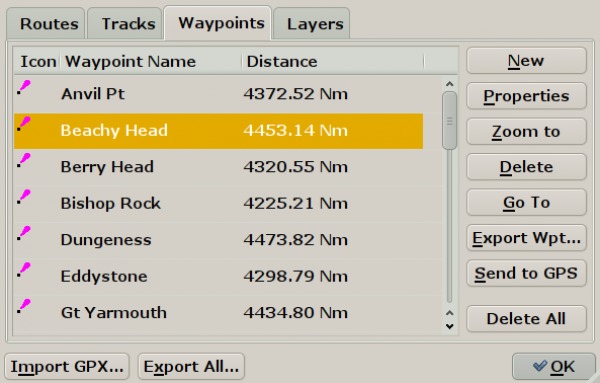 Routes Tracks Waypoints Layers
Icon Waypoint Name Distance New
Anvil Pt 4372.52 Nm Properties
Beachy Head 4453.14 Nm Zoom to
Berry Head 4320.55 Nm Delete
Bishop Rock 4225.21 Nm Go To
Dungeness 4473.82 Nm Export Wpt...
Eddystone 4298.79 Nm Send to GPS
Gt Yarmouth 4434.80 Nm Delete All
Import GPX... Export All... OK